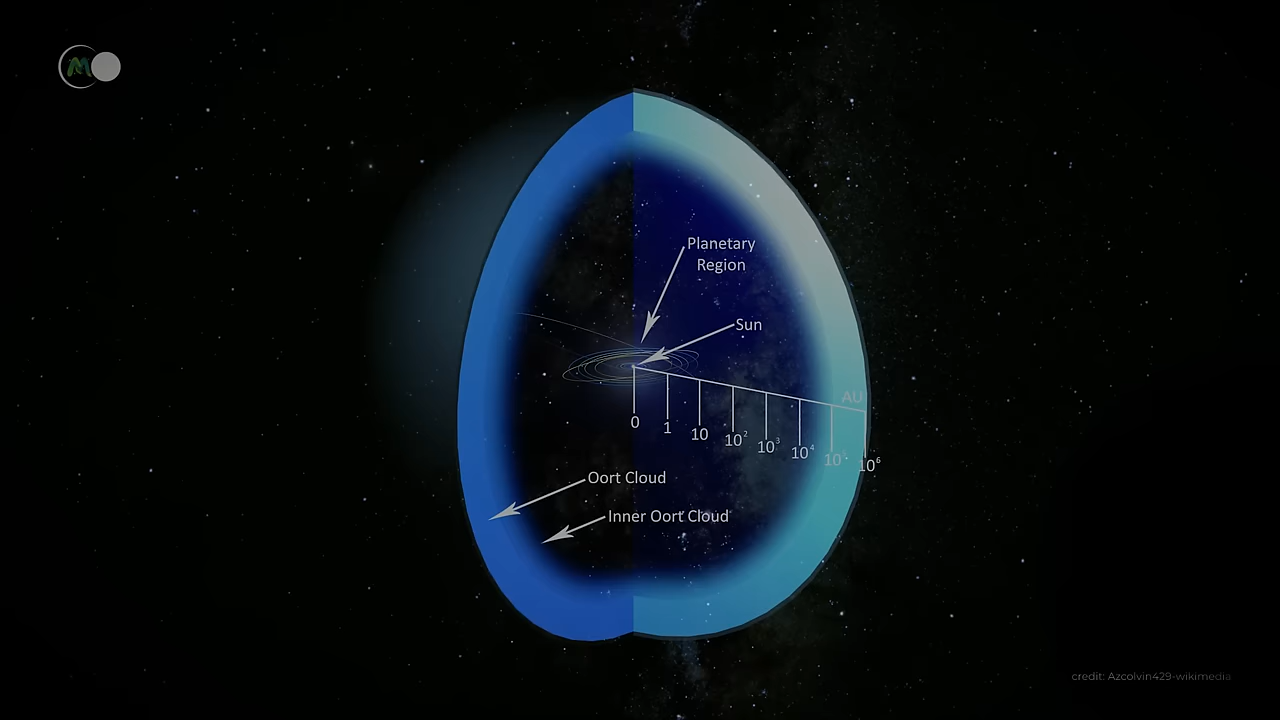 M
Planetary
Region
Sun
AU
0 1 10 10² 10³ 10⁴ 10⁵ 10⁶
Oort Cloud
Inner Oort Cloud
credit: Azcolvin429-wikimedia